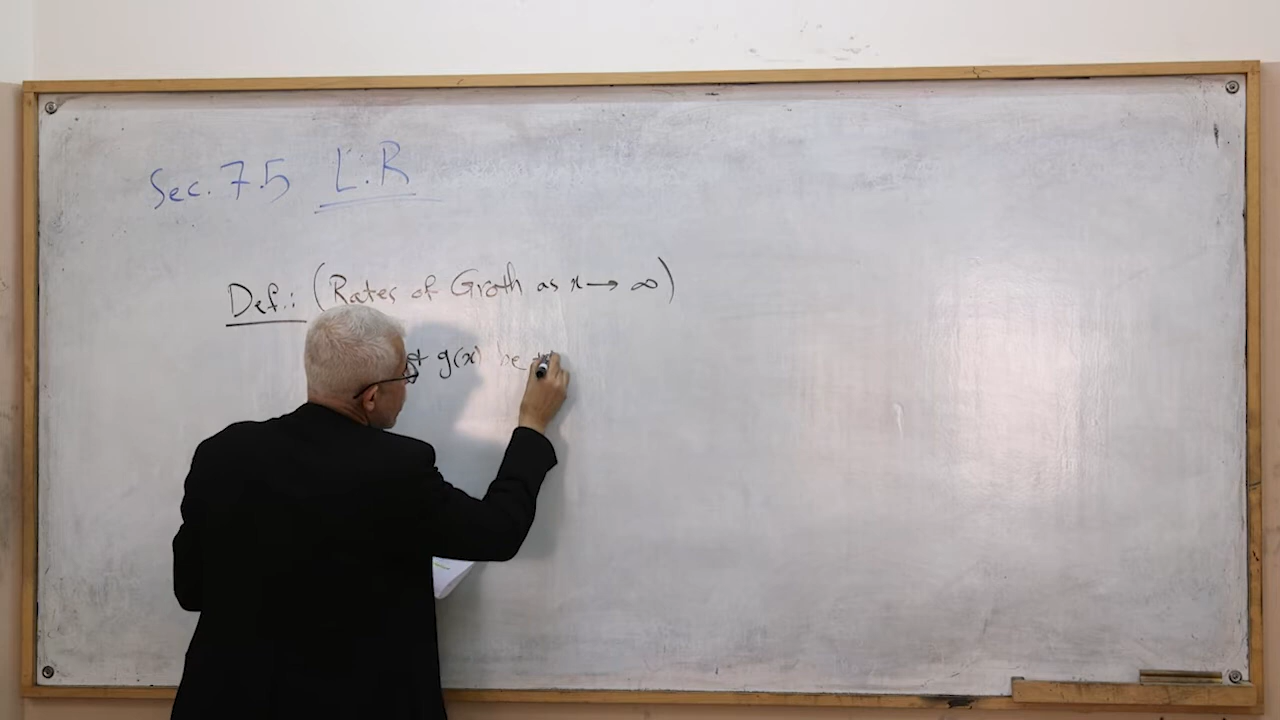 Sec. 7.5 L.R
Def.: (Rates of Groth as x → ∞)
g(x) be